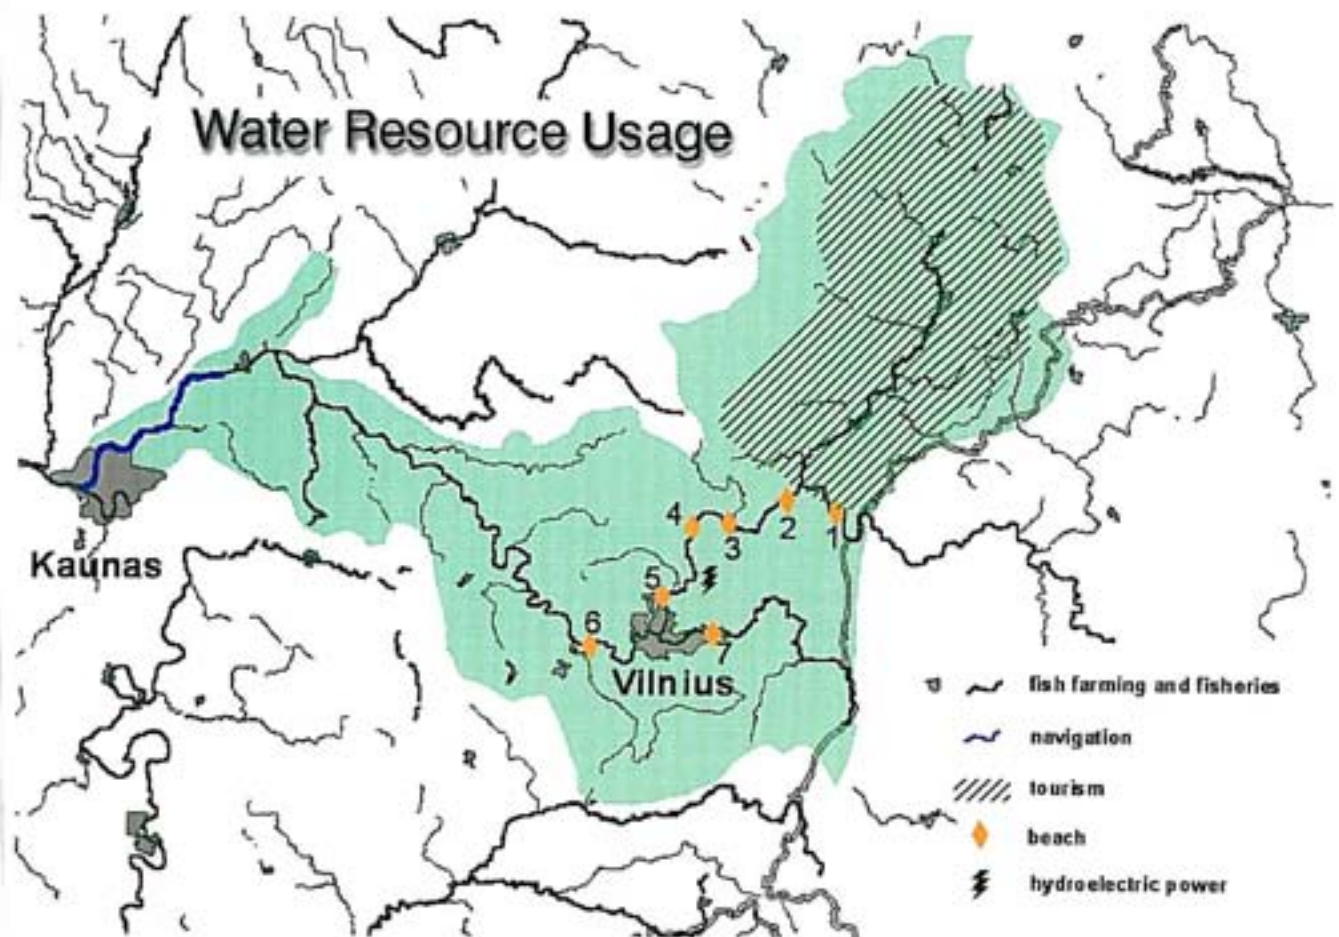 Water Resource Usage
4
3
2
1
5
6
7
Kaunas
Vilnius
fish farming and fisheries
navigation
tourism
beach
hydroelectric power